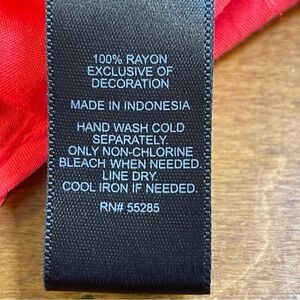 100% RAYON
EXCLUSIVE OF
DECORATION
MADE IN INDONESIA
HAND WASH COLD
SEPARATELY.
ONLY NON-CHLORINE
BLEACH WHEN NEEDED.
LINE DRY.
COOL IRON IF NEEDED.
RN# 55285